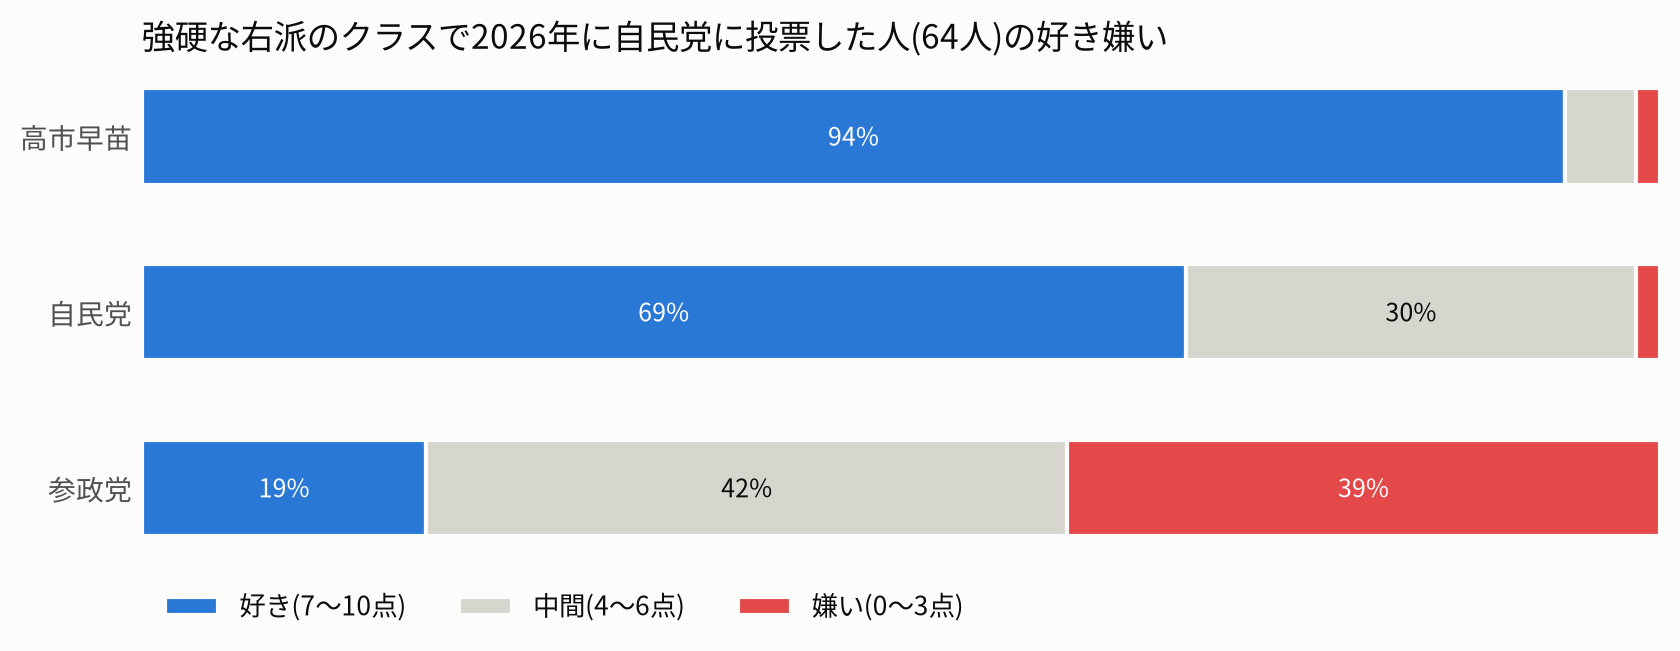 強硬な右派のクラスで2026年に自民党に投票した人(64人)の好き嫌い
高市早苗
94%
自民党
69%
30%
参政党
19%
42%
39%
好き(7〜10点)
中間(4〜6点)
嫌い(0〜3点)